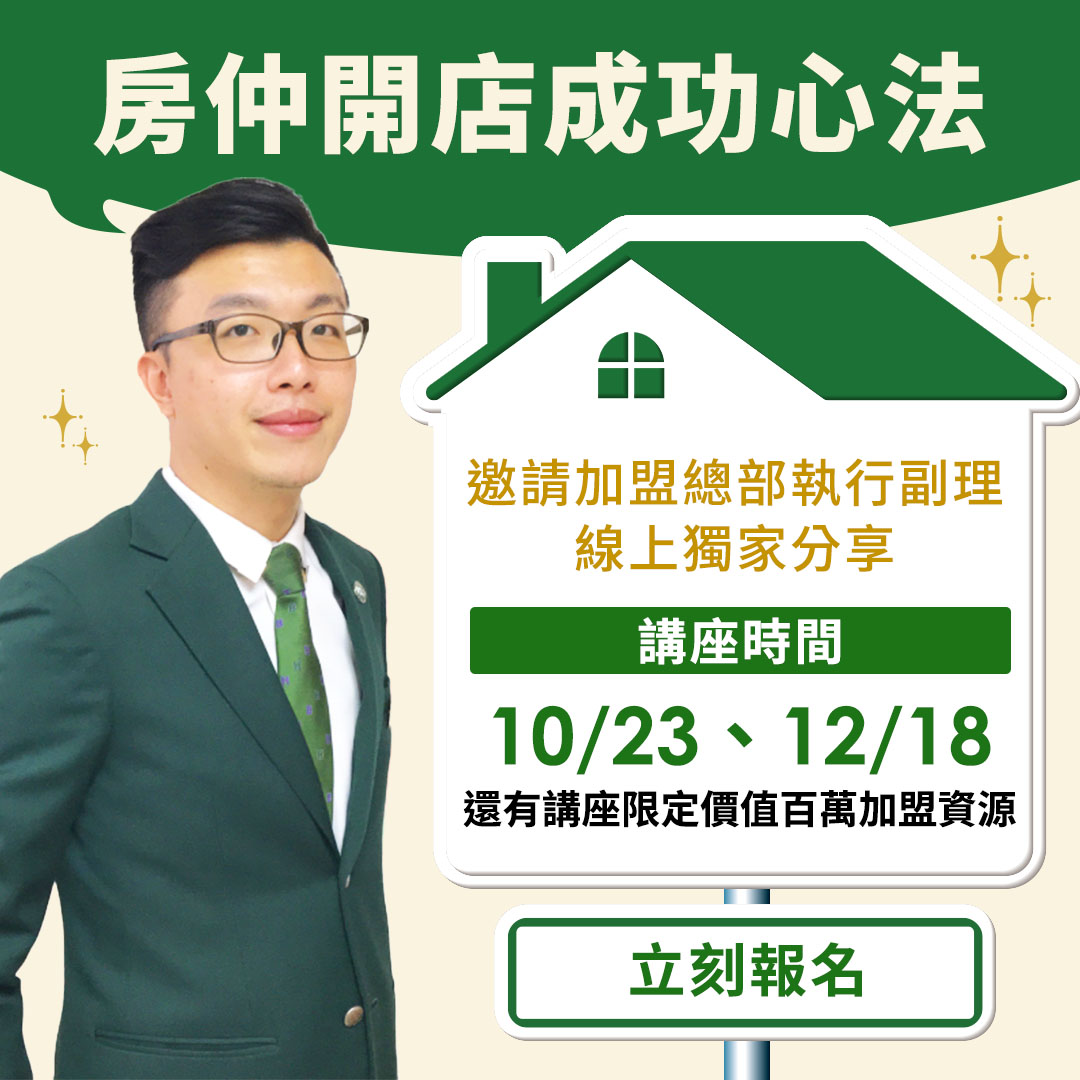 房仲開店成功心法
邀請加盟總部執行副理
線上獨家分享
講座時間
10/23、12/18
還有講座限定價值百萬加盟資源
立刻報名